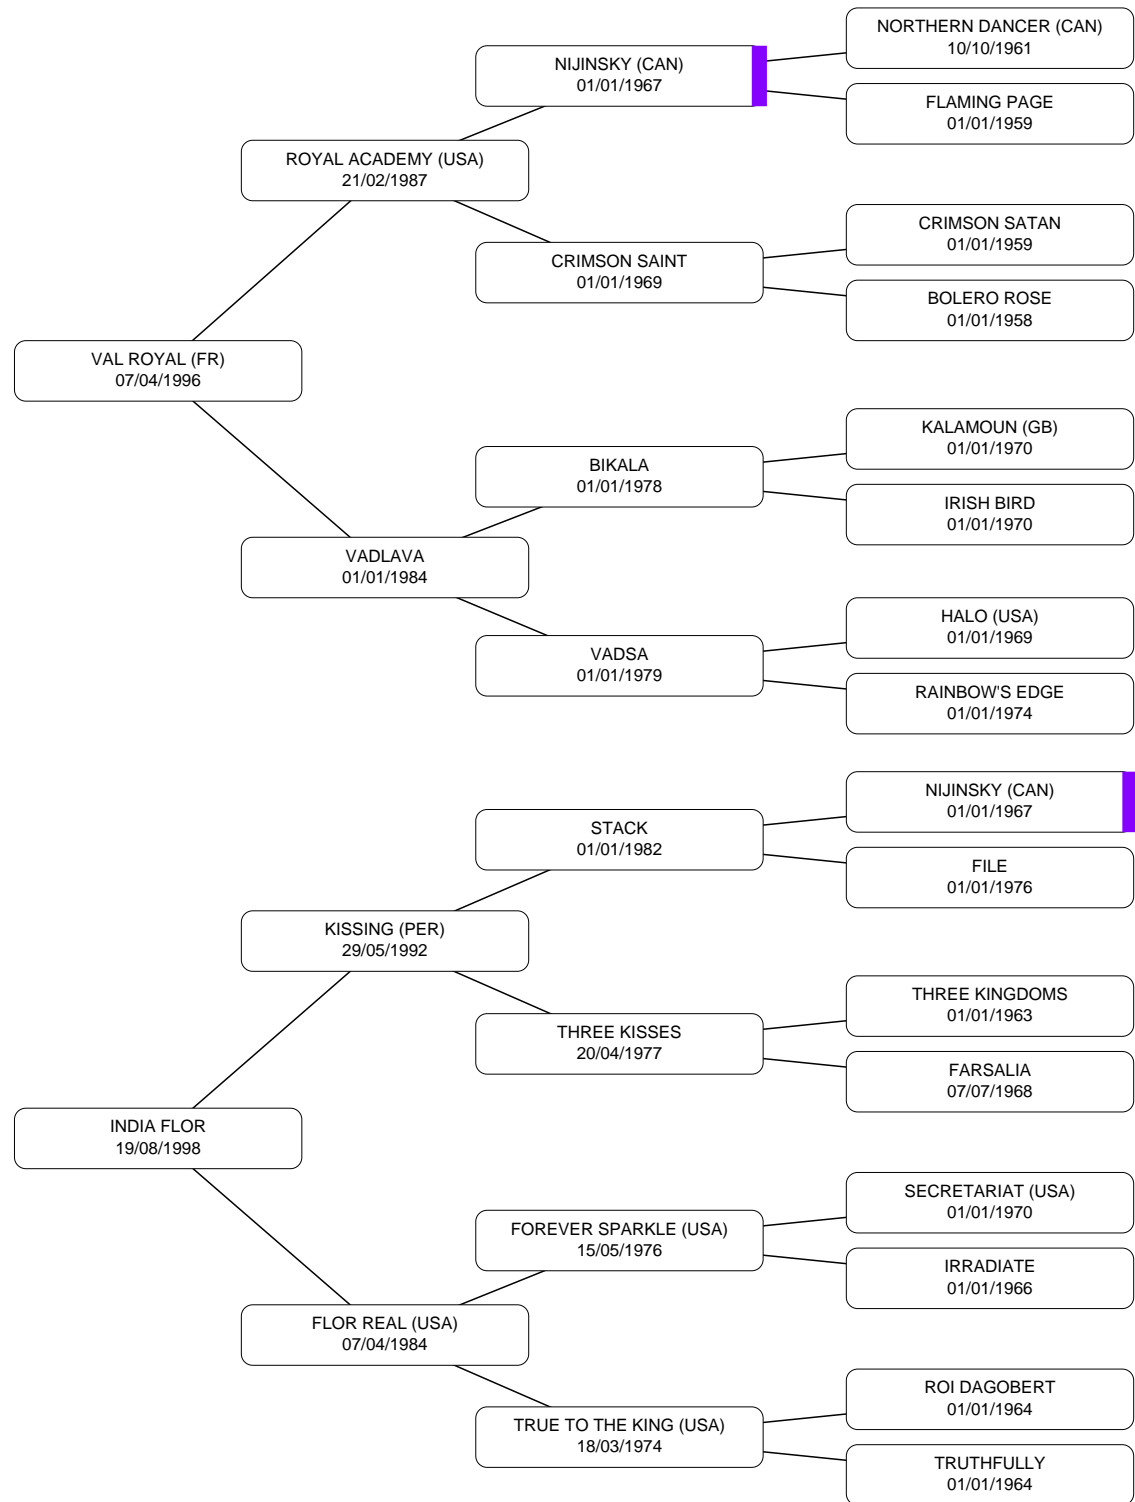 NORTHERN DANCER (CAN)
10/10/1961
NIJINSKY (CAN)
01/01/1967
FLAMING PAGE
01/01/1959
ROYAL ACADEMY (USA)
21/02/1987
CRIMSON SATAN
01/01/1959
CRIMSON SAINT
01/01/1969
BOLERO ROSE
01/01/1958
VAL ROYAL (FR)
07/04/1996
KALAMOUN (GB)
01/01/1970
BIKALA
01/01/1978
IRISH BIRD
01/01/1970
VADLAVA
01/01/1984
HALO (USA)
01/01/1969
VADSA
01/01/1979
RAINBOW'S EDGE
01/01/1974
NIJINSKY (CAN)
01/01/1967
STACK
01/01/1982
FILE
01/01/1976
KISSING (PER)
29/05/1992
THREE KINGDOMS
01/01/1963
THREE KISSES
20/04/1977
FARSALIA
07/07/1968
INDIA FLOR
19/08/1998
SECRETARIAT (USA)
01/01/1970
FOREVER SPARKLE (USA)
15/05/1976
IRRADIATE
01/01/1966
FLOR REAL (USA)
07/04/1984
ROI DAGOBERT
01/01/1964
TRUE TO THE KING (USA)
18/03/1974
TRUTHFULLY
01/01/1964